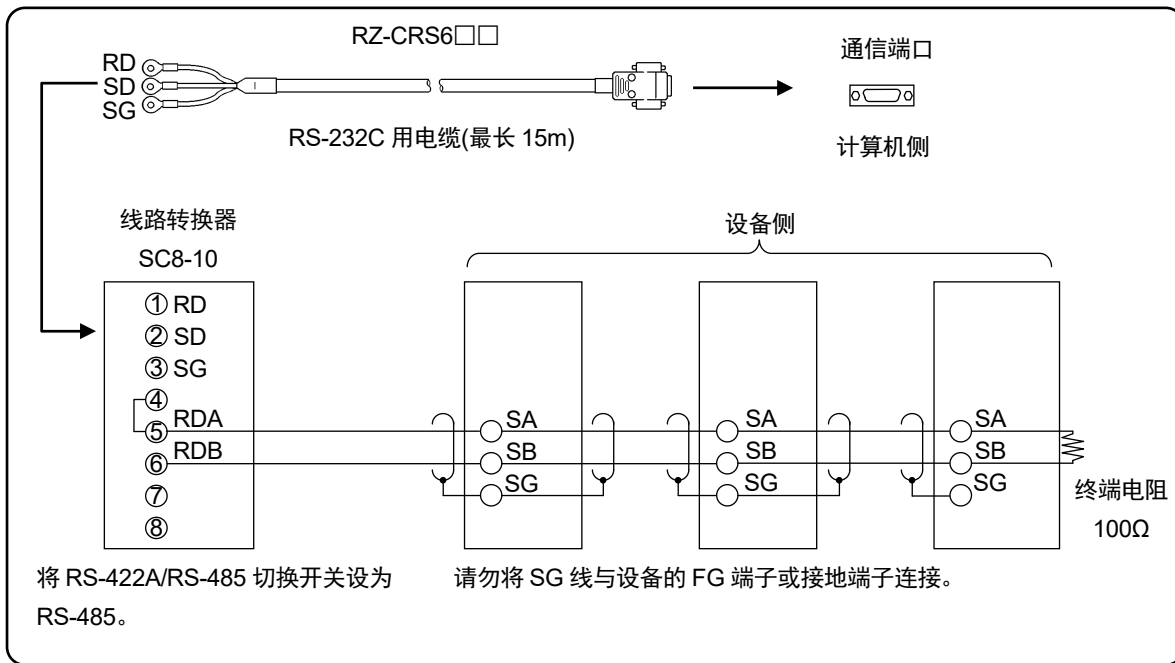 RZ-CRS6□□
RD
SD
SG
通信端口
RS-232C 用电缆(最长 15m)
计算机侧
线路转换器
SC8-10
设备侧
① RD
② SD
③ SG
④
⑤ RDA
⑥ RDB
⑦
⑧
SA
SB
SG
SA
SB
SG
SA
SB
SG
终端电阻
100Ω
将 RS-422A/RS-485 切换开关设为
RS-485。
请勿将 SG 线与设备的 FG 端子或接地端子连接。